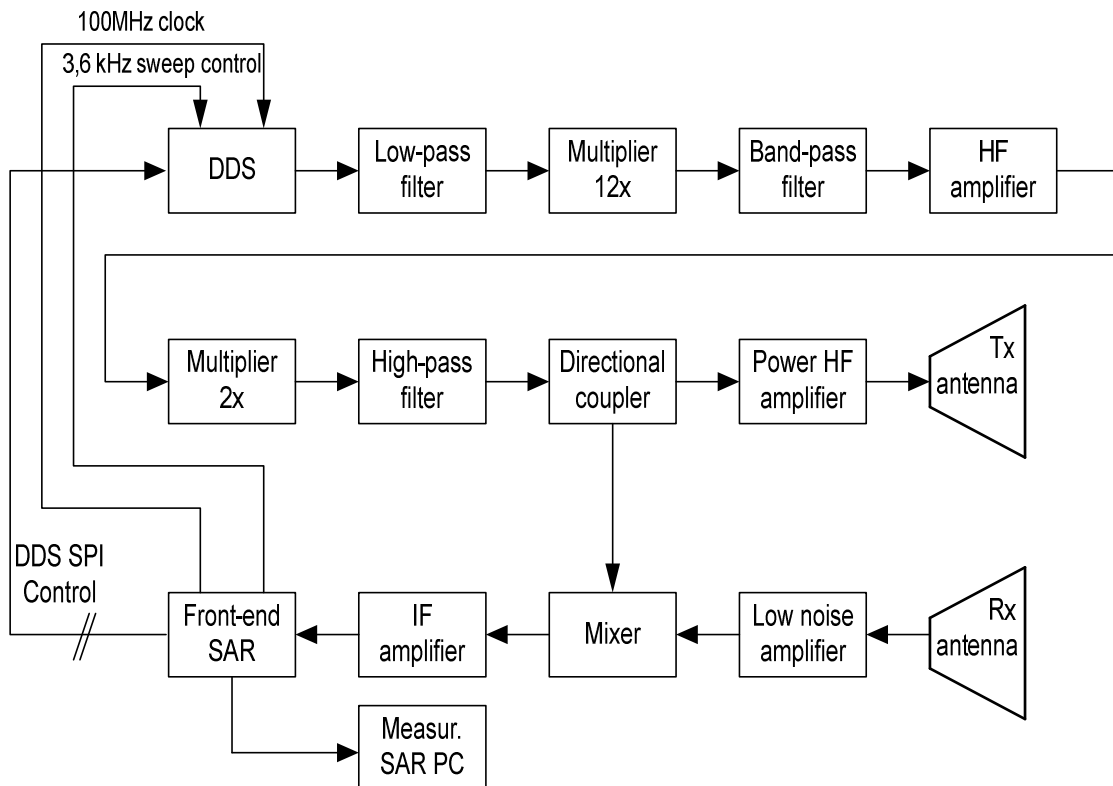 100MHz clock
3,6 kHz sweep control
DDS
Low-pass
filter
Multiplier
12x
Band-pass
filter
HF
amplifier
Multiplier
2x
High-pass
filter
Directional
coupler
Power HF
amplifier
Tx
antenna
DDS SPI
Control
Front-end
SAR
IF
amplifier
Mixer
Low noise
amplifier
Rx
antenna
Measur.
SAR PC